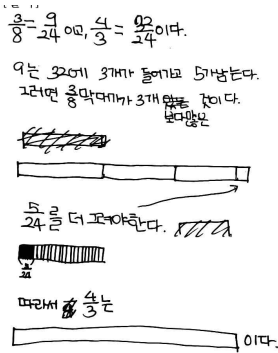 3/8 = 9/24 이고, 4/3 = 32/24 이다.
9는 32에 3개가 들어가고 5가 남는다.
그러면 3/8 막대기가 3개 보다 많은 것이다.
5/24를 더 그려야한다.
1/24
따라서 4/3는
이다.